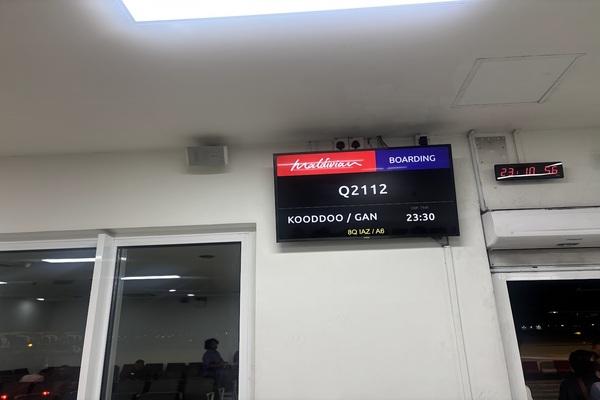 Maldivian BOARDING
Q2112
KOODDOO / GAN 23:30
8Q IAZ / A6
23:10 56